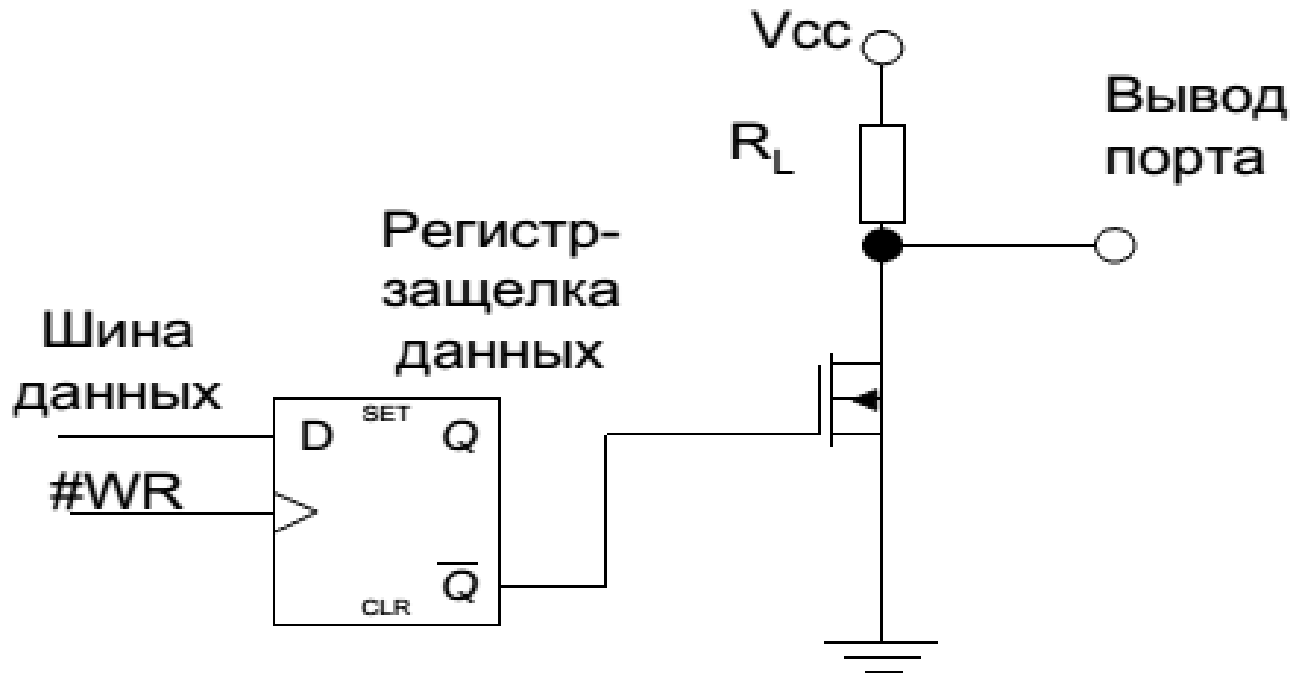 Vcc
Вывод
порта
R_L
Регистр-
защелка
данных
Шина
данных
#WR
SET
D
Q
Q̅
CLR